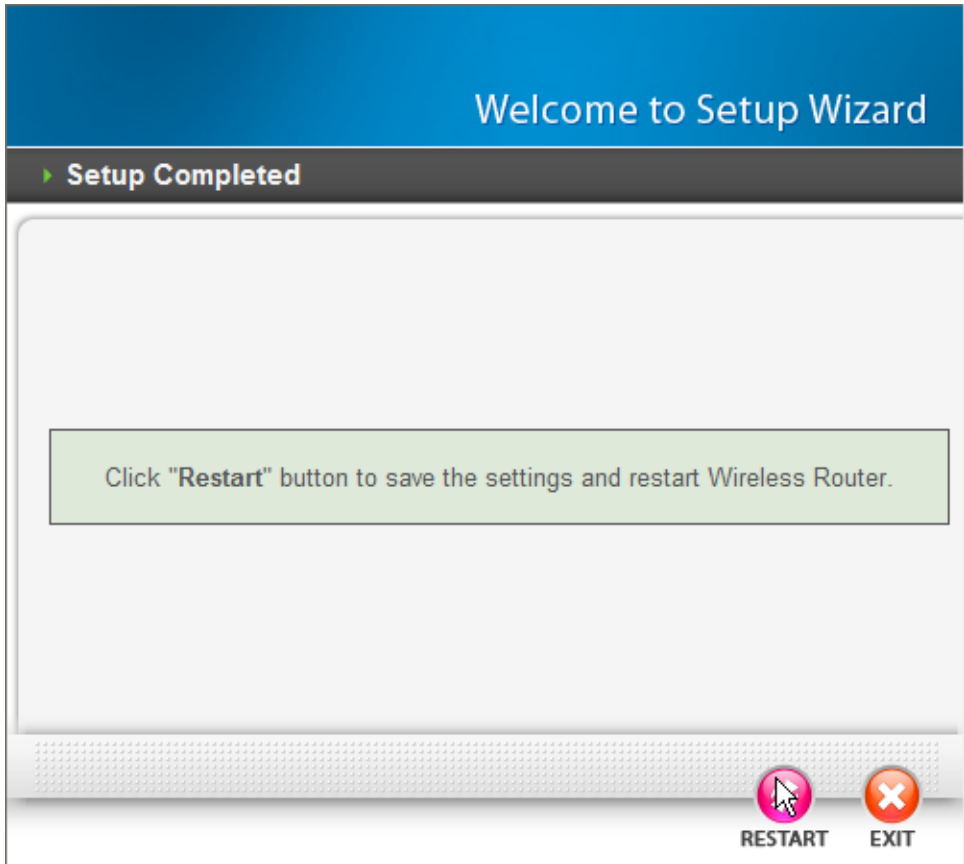 Welcome to Setup Wizard
Setup Completed
Click "Restart" button to save the settings and restart Wireless Router.
RESTART EXIT